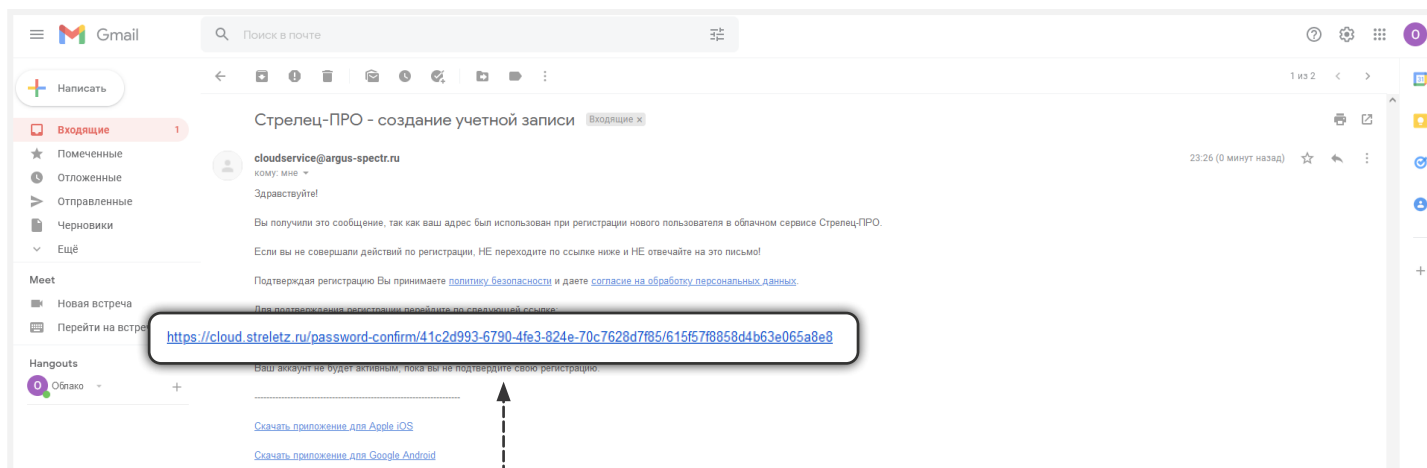 Gmail
Поиск в почте
Написать
1 из 2
Входящие 1
Помеченные
Отложенные
Отправленные
Черновики
Ещё
Meet
Новая встреча
Перейти на встре
Hangouts
О Облако
О
31
Стрелец-ПРО - создание учетной записи Входящие x
cloudservice@argus-spectr.ru 23:26 (0 минут назад)
кому: мне
Здравствуйте!
Вы получили это сообщение, так как ваш адрес был использован при регистрации нового пользователя в облачном сервисе Стрелец-ПРО.
Если вы не совершали действий по регистрации, НЕ переходите по ссылке ниже и НЕ отвечайте на это письмо!
Подтверждая регистрацию Вы принимаете политику безопасности и даете согласие на обработку персональных данных.
Для подтверждения регистрации перейдите по следующей ссылке:
https://cloud.streletz.ru/password-confirm/41c2d993-6790-4fe3-824e-70c7628d7f85/615f57f8858d4b63e065a8e8
Ваш аккаунт не будет активным, пока вы не подтвердите свою регистрацию.
Скачать приложение для Apple iOS
Скачать приложение для Google Android